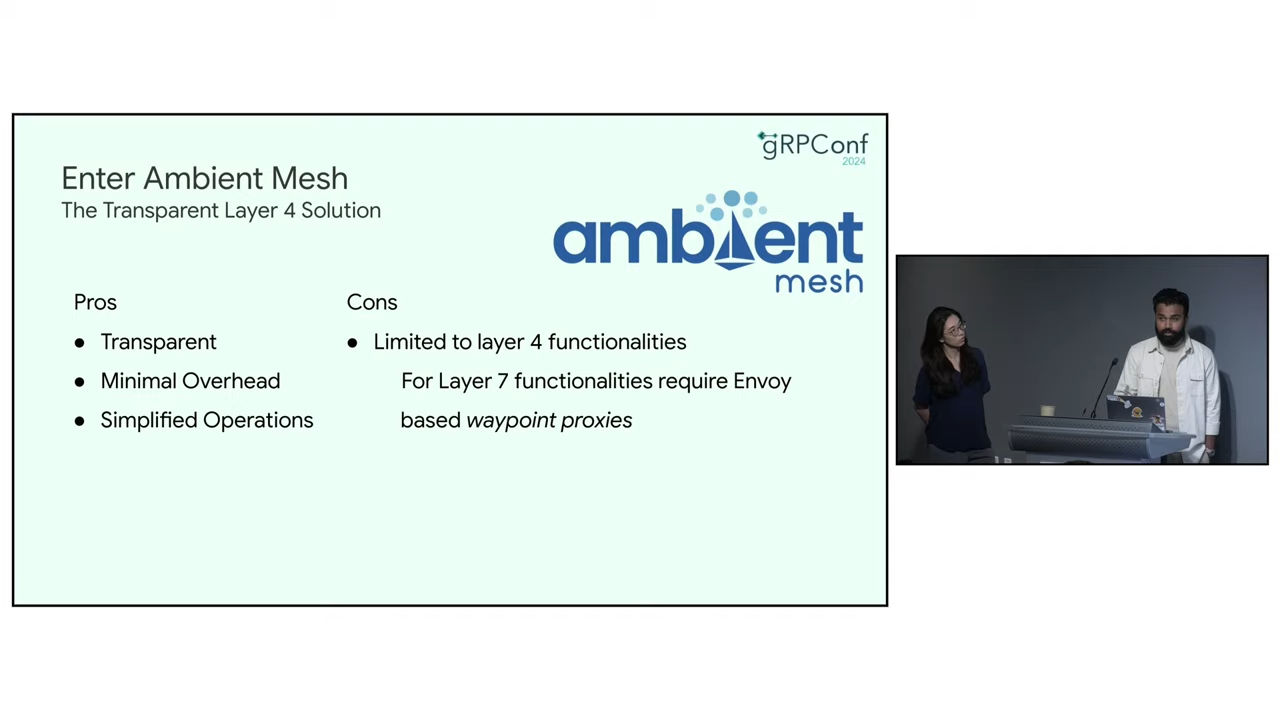 gRPConf
2024
Enter Ambient Mesh
The Transparent Layer 4 Solution
ambient
mesh
Pros
● Transparent
● Minimal Overhead
● Simplified Operations
Cons
● Limited to layer 4 functionalities
For Layer 7 functionalities require Envoy
based waypoint proxies